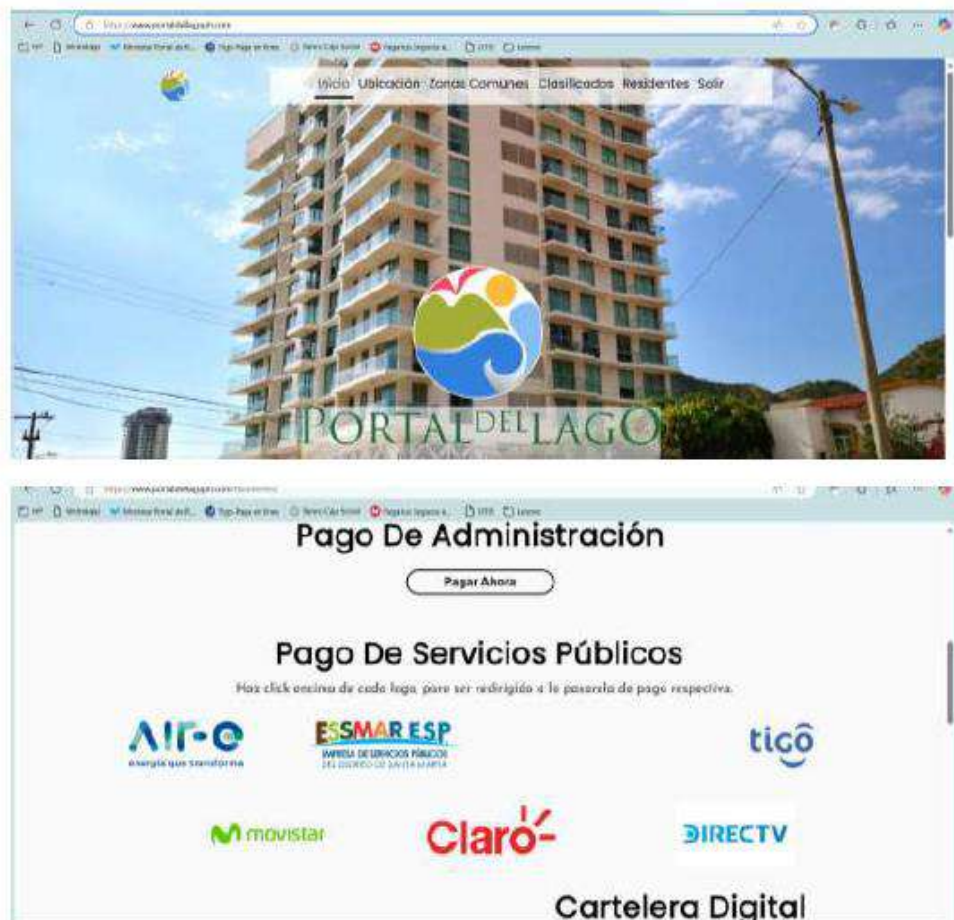 Inicio Ubicación Zonas Comunes Clasificados Residentes Salir
PORTAL DEL LAGO
Pago De Administración
Pagar Ahora
Pago De Servicios Públicos
Haz click encima de cada logo, para ser redirigido a la pasarela de pago respectiva.
AIR-E
energía que transforma
ESSMAR ESP
EMPRESA DE SERVICIOS PÚBLICOS
DEL DISTRITO DE SANTA MARTA
tigo
movistar
Claro
DIRECTV
Cartelera Digital